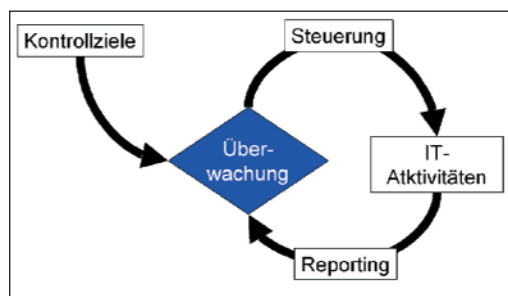 Kontrollziele
Steuerung
Über-
wachung
IT-
Atktivitäten
Reporting